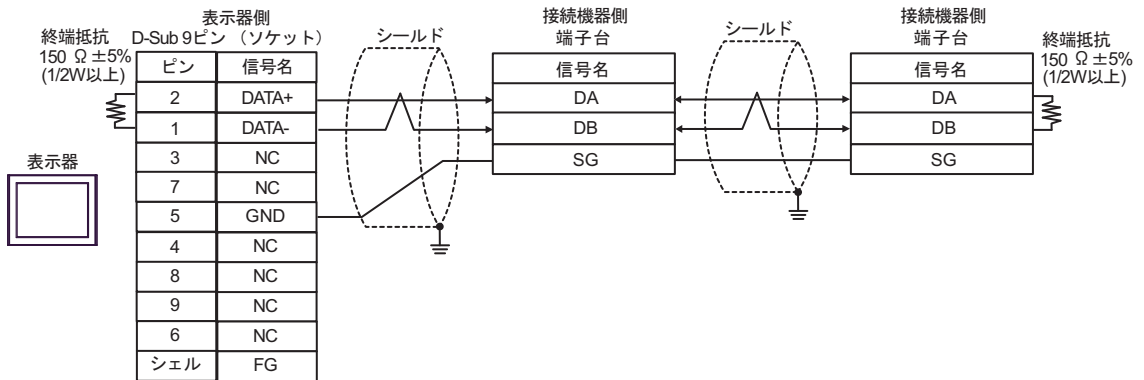 終端抵抗
150 Ω ±5%
(1/2W以上)
表示器側
D-Sub 9ピン (ソケット)
ピン 信号名
2 DATA+
1 DATA-
3 NC
7 NC
5 GND
4 NC
8 NC
9 NC
6 NC
シェル FG
表示器
シールド
接続機器側
端子台
信号名
DA
DB
SG
シールド
接続機器側
端子台
信号名
DA
DB
SG
終端抵抗
150 Ω ±5%
(1/2W以上)